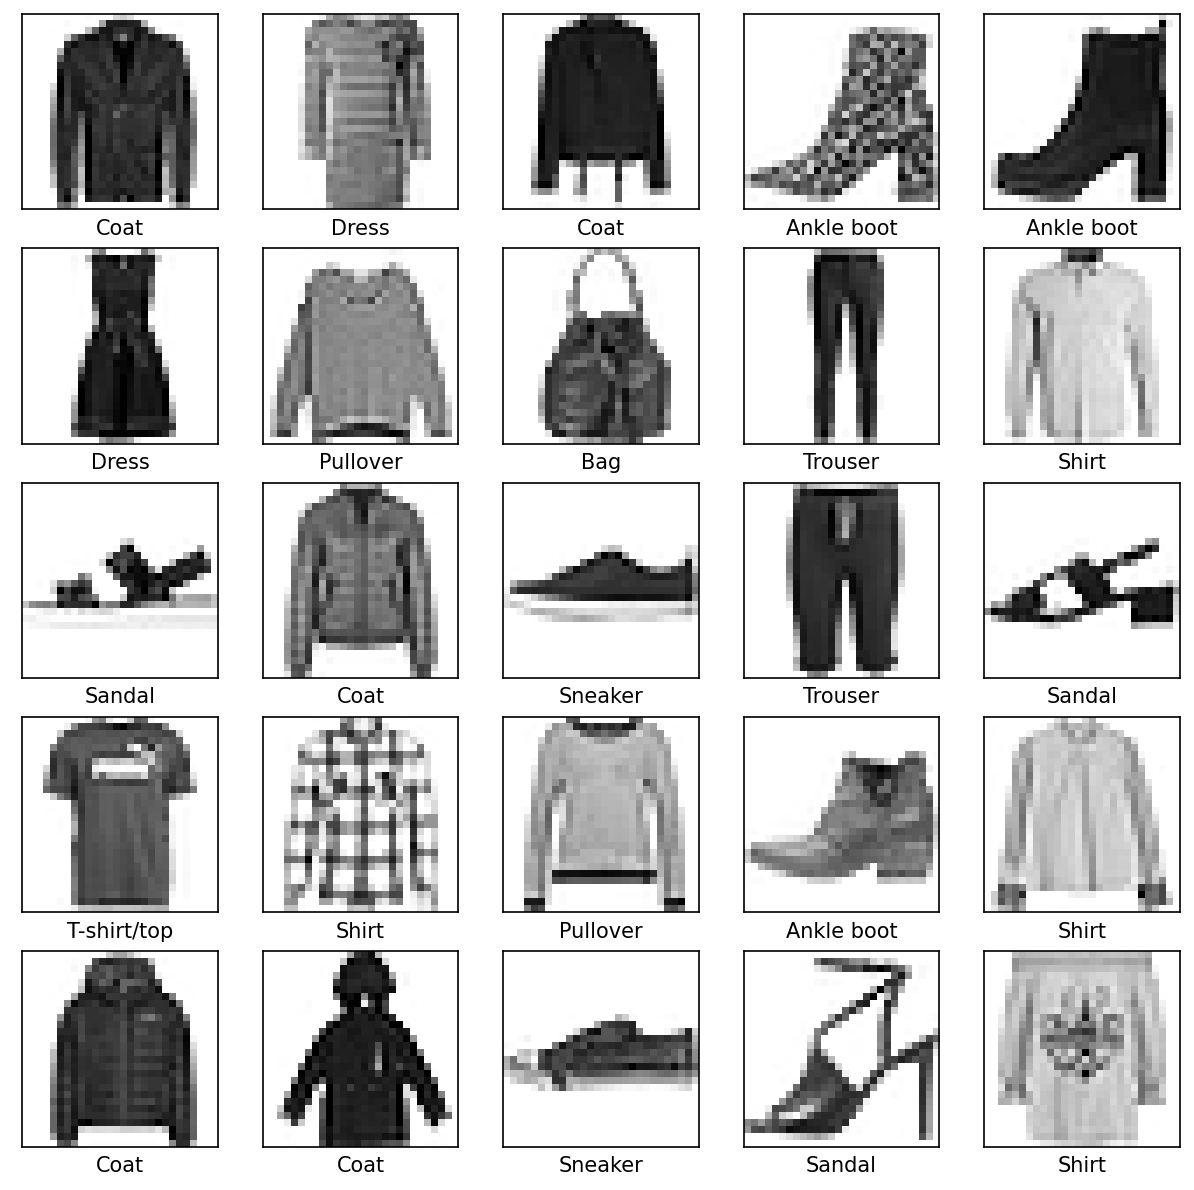 Coat
Dress
Coat
Ankle boot
Ankle boot
Dress
Pullover
Bag
Trouser
Shirt
Sandal
Coat
Sneaker
Trouser
Sandal
T-shirt/top
Shirt
Pullover
Ankle boot
Shirt
Coat
Coat
Sneaker
Sandal
Shirt